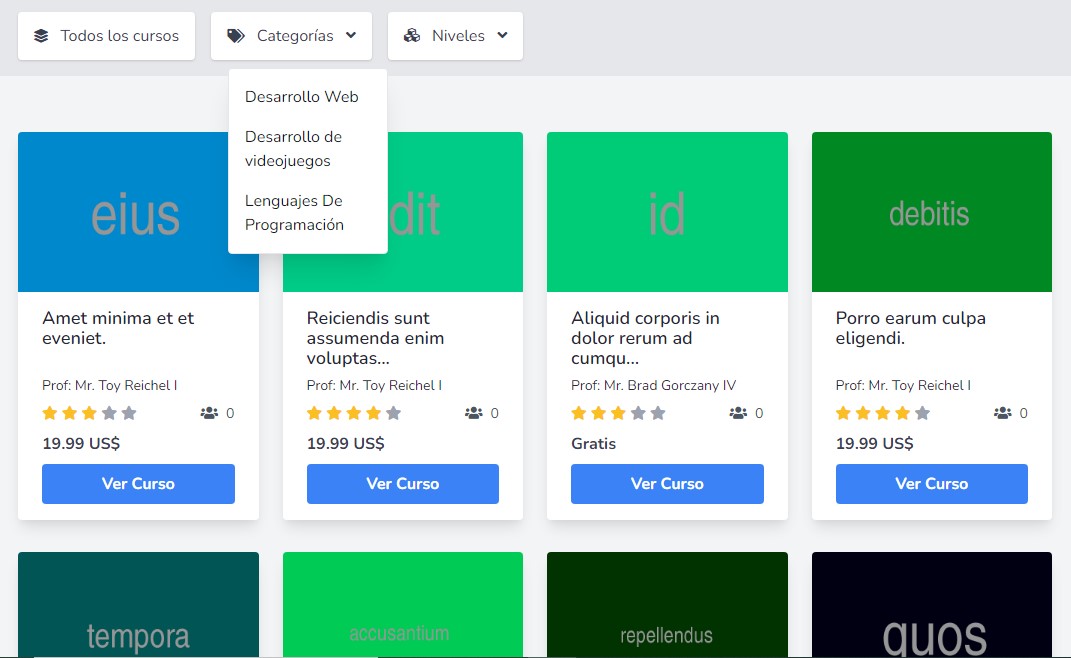 Todos los cursos
Categorías
Niveles
Desarrollo Web
Desarrollo de
videojuegos
Lenguajes De
Programación
eius
dit
id
debitis
Amet minima et et
eveniet.
Prof: Mr. Toy Reichel I
0
19.99 US$
Ver Curso
Reiciendis sunt
assumenda enim
voluptas...
Prof: Mr. Toy Reichel I
0
19.99 US$
Ver Curso
Aliquid corporis in
dolor rerum ad
cumqu...
Prof: Mr. Brad Gorczany IV
0
Gratis
Ver Curso
Porro earum culpa
eligendi.
Prof: Mr. Toy Reichel I
0
19.99 US$
Ver Curso
tempora
accusantium
repellendus
quos